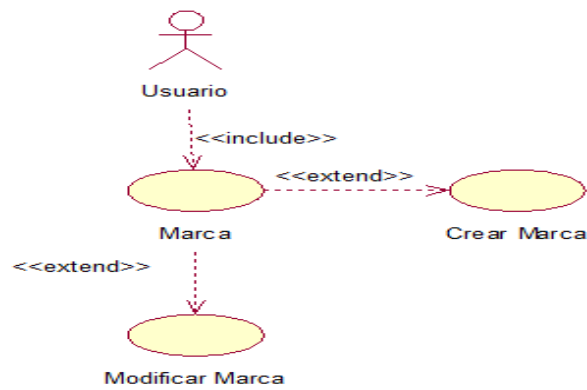 Usuario
<<include>>
<<extend>>
Marca
Crear Marca
<<extend>>
Modificar Marca